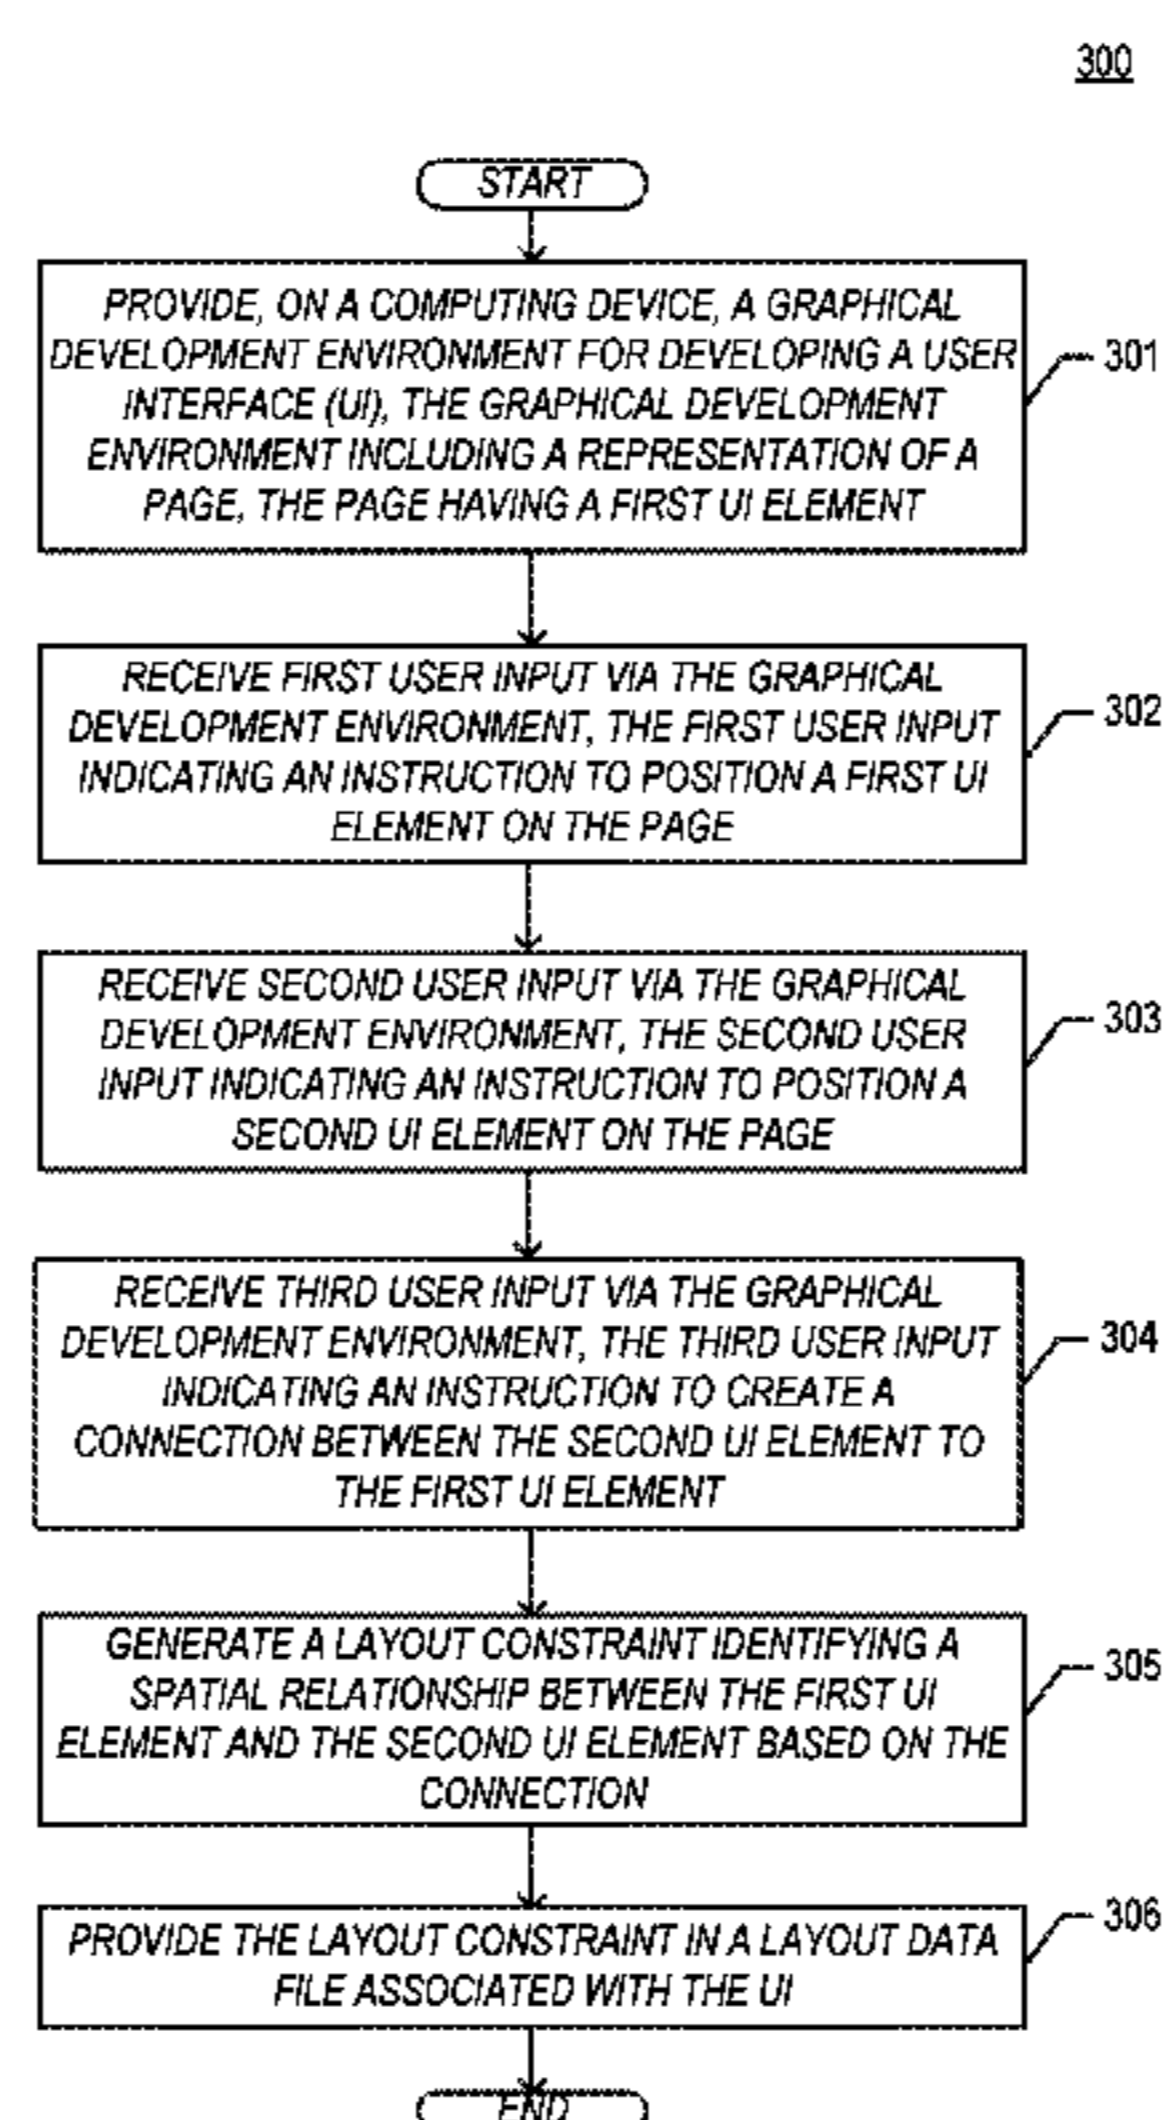 300
START
PROVIDE, ON A COMPUTING DEVICE, A GRAPHICAL
DEVELOPMENT ENVIRONMENT FOR DEVELOPING A USER
INTERFACE (UI), THE GRAPHICAL DEVELOPMENT
ENVIRONMENT INCLUDING A REPRESENTATION OF A
PAGE, THE PAGE HAVING A FIRST UI ELEMENT
301
RECEIVE FIRST USER INPUT VIA THE GRAPHICAL
DEVELOPMENT ENVIRONMENT, THE FIRST USER INPUT
INDICATING AN INSTRUCTION TO POSITION A FIRST UI
ELEMENT ON THE PAGE
302
RECEIVE SECOND USER INPUT VIA THE GRAPHICAL
DEVELOPMENT ENVIRONMENT, THE SECOND USER
INPUT INDICATING AN INSTRUCTION TO POSITION A
SECOND UI ELEMENT ON THE PAGE
303
RECEIVE THIRD USER INPUT VIA THE GRAPHICAL
DEVELOPMENT ENVIRONMENT, THE THIRD USER INPUT
INDICATING AN INSTRUCTION TO CREATE A
CONNECTION BETWEEN THE SECOND UI ELEMENT TO
THE FIRST UI ELEMENT
304
GENERATE A LAYOUT CONSTRAINT IDENTIFYING A
SPATIAL RELATIONSHIP BETWEEN THE FIRST UI
ELEMENT AND THE SECOND UI ELEMENT BASED ON THE
CONNECTION
305
PROVIDE THE LAYOUT CONSTRAINT IN A LAYOUT DATA
FILE ASSOCIATED WITH THE UI
306
END